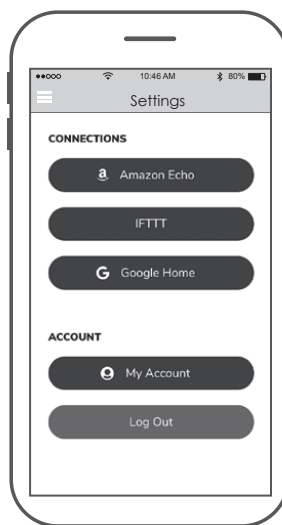 10:46 AM
80%
Settings
CONNECTIONS
a Amazon Echo
IFTTT
G Google Home
ACCOUNT
My Account
Log Out